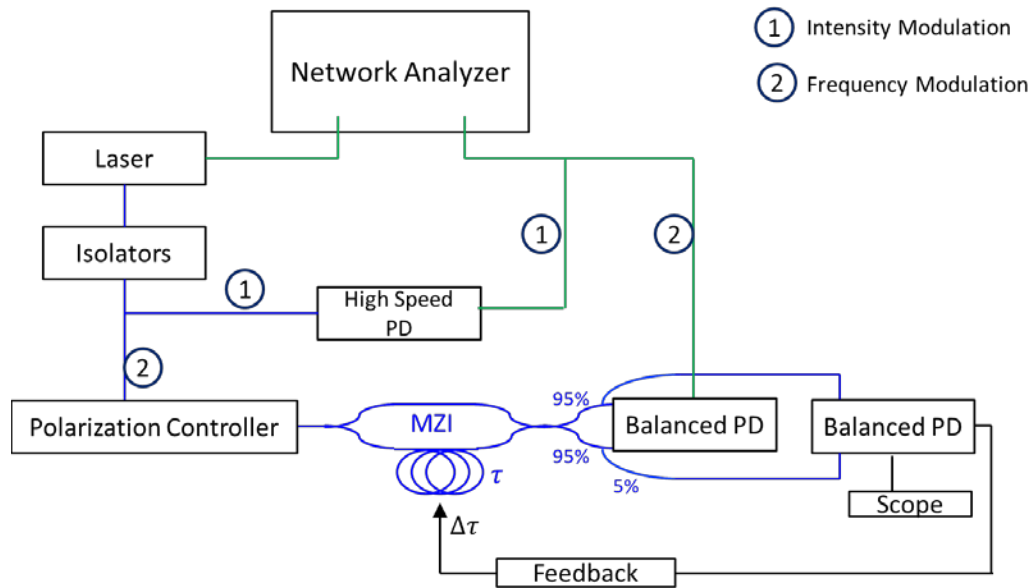 1 Intensity Modulation
Network Analyzer
2 Frequency Modulation
Laser
1
2
Isolators
1
High Speed
PD
2
95%
Polarization Controller
MZI
Balanced PD
Balanced PD
95%
τ
5%
Scope
Δτ
Feedback